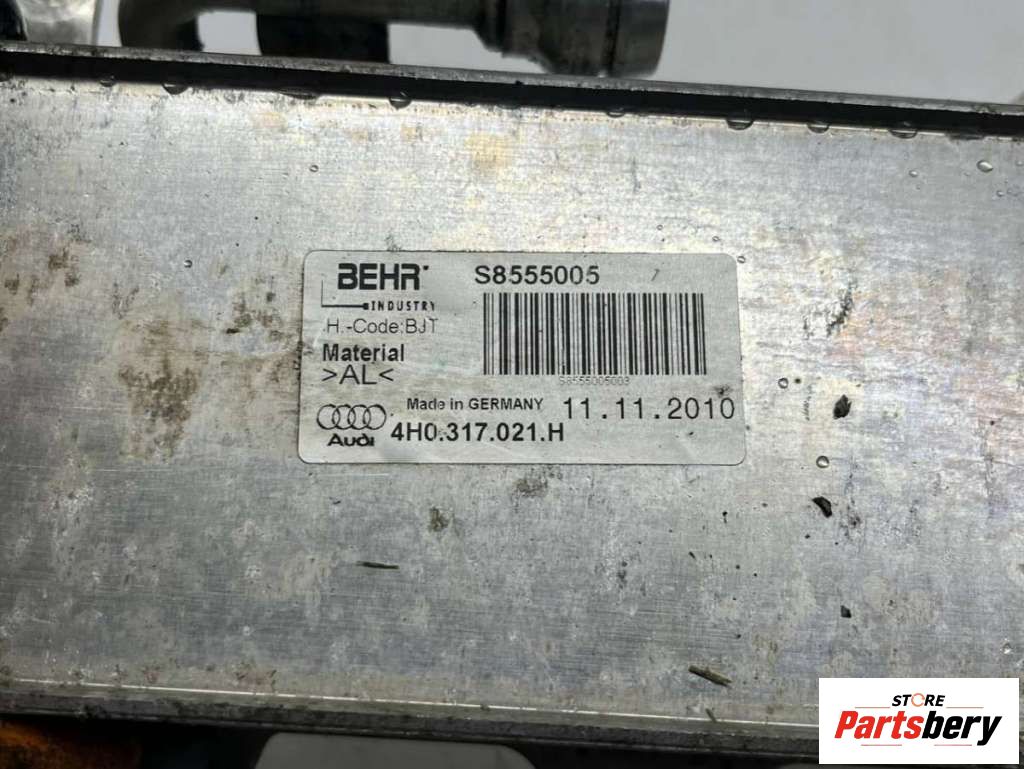 BEHR S8555005
INDUSTRY
H.-Code:BJT
Material
>AL<
S8555005003
Made in GERMANY 11.11.2010
Audi 4H0.317.021.H
STORE
Partsbery